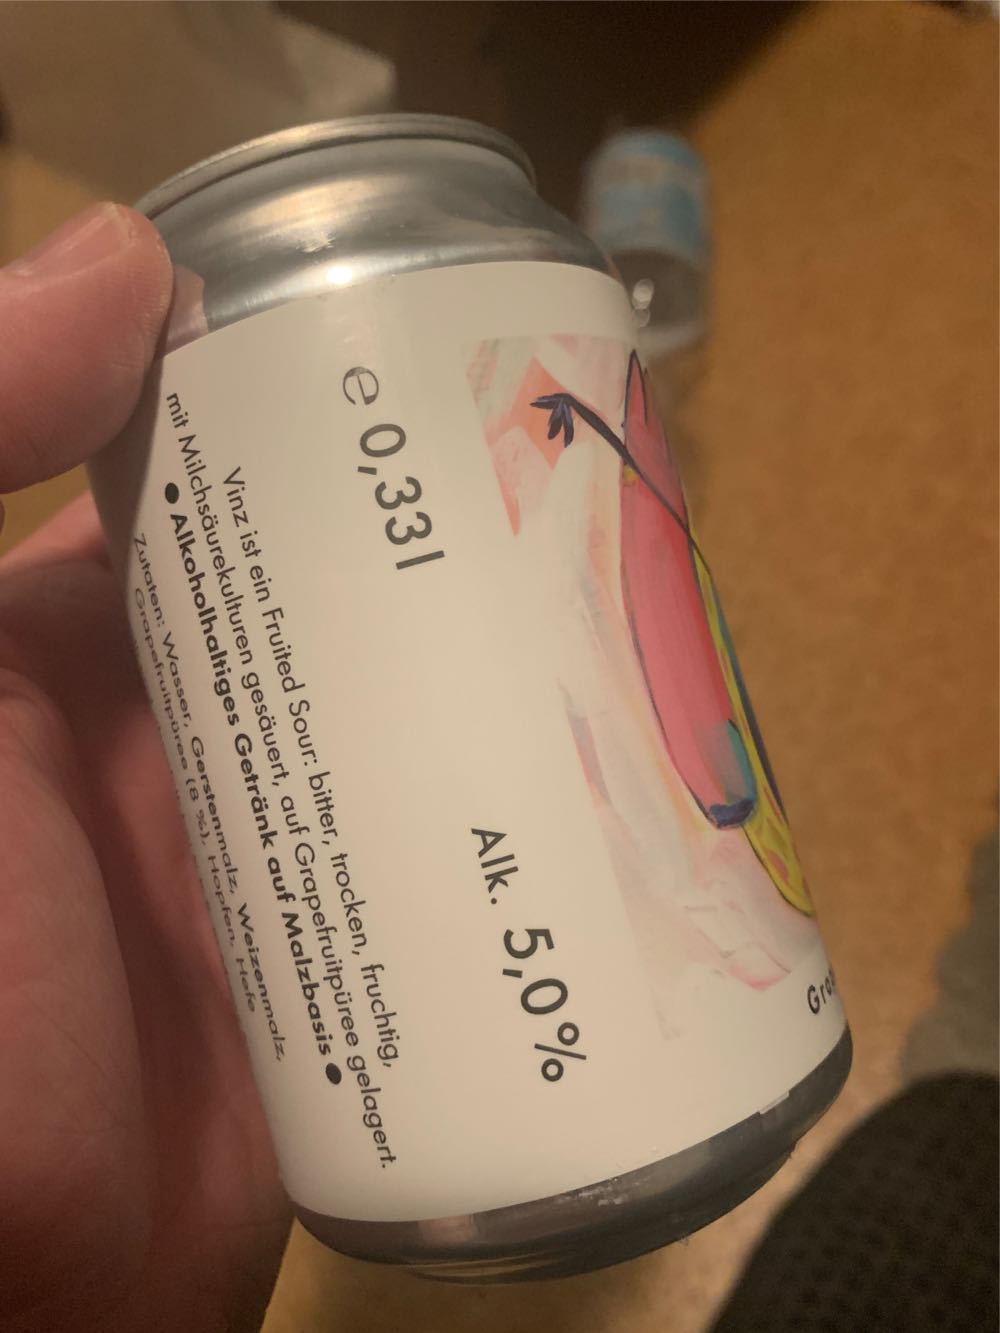 e 0,33 l
Alk. 5,0%
Vinz ist ein Fruited Sour: bitter, trocken, fruchtig,
mit Milchsäurekulturen gesäuert, auf Grapefruitpüree gelagert.
● Alkoholhaltiges Getränk auf Malzbasis ●
Zutaten: Wasser, Gerstenmalz, Weizenmalz,
Grapefruitpüree (8 %), Hopfen, Hefe